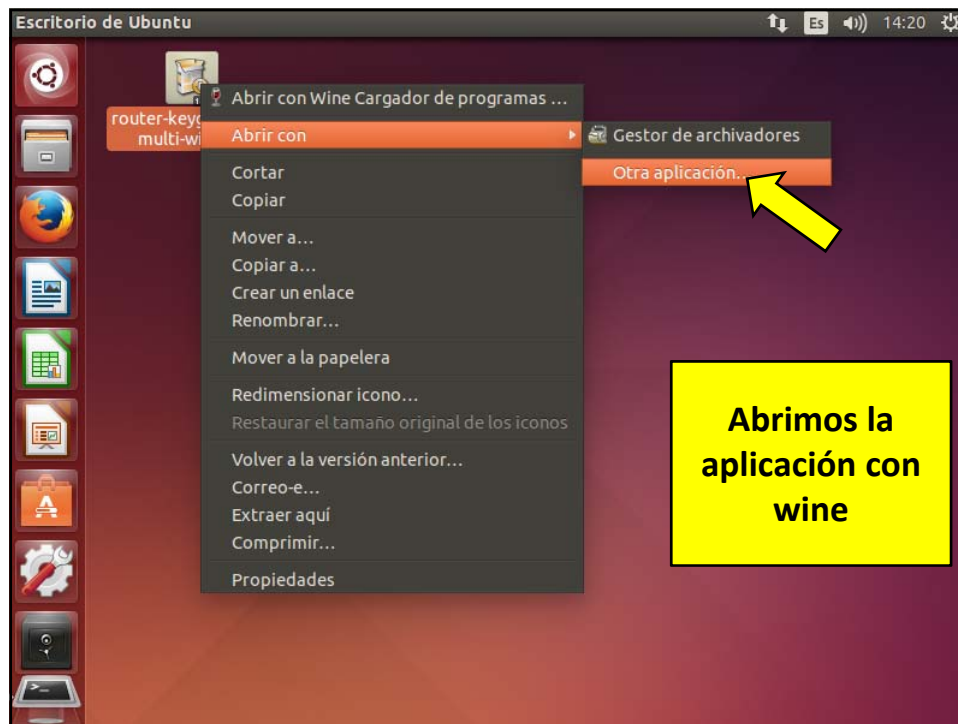 Escritorio de Ubuntu
Es
14:20
router-keyg
multi-wi
Abrir con Wine Cargador de programas ...
Abrir con
Gestor de archivadores
Otra aplicación...
Cortar
Copiar
Mover a...
Copiar a...
Crear un enlace
Renombrar...
Mover a la papelera
Redimensionar icono...
Restaurar el tamaño original de los iconos
Volver a la versión anterior...
Correo-e...
Extraer aquí
Comprimir...
Propiedades
Abrimos la
aplicación con
wine